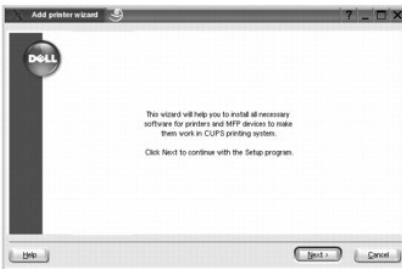 Add printer wizard
DELL
This wizard will help you to install all necessary
software for printers and MFP devices to make
them work in CUPS printing system.
Click Next to continue with the Setup program.
Help
Next >
Cancel